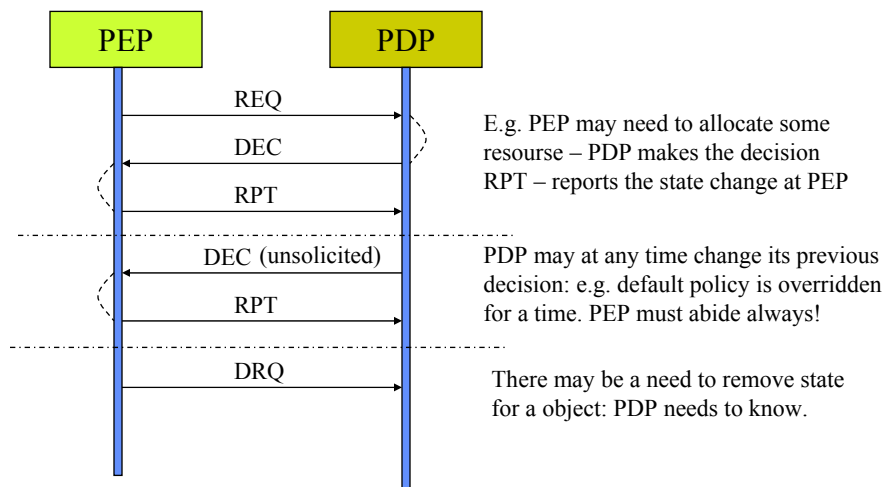 PEP
PDP
REQ
DEC
RPT
E.g. PEP may need to allocate some
resourse – PDP makes the decision
RPT – reports the state change at PEP
DEC (unsolicited)
RPT
PDP may at any time change its previous
decision: e.g. default policy is overridden
for a time. PEP must abide always!
DRQ
There may be a need to remove state
for a object: PDP needs to know.